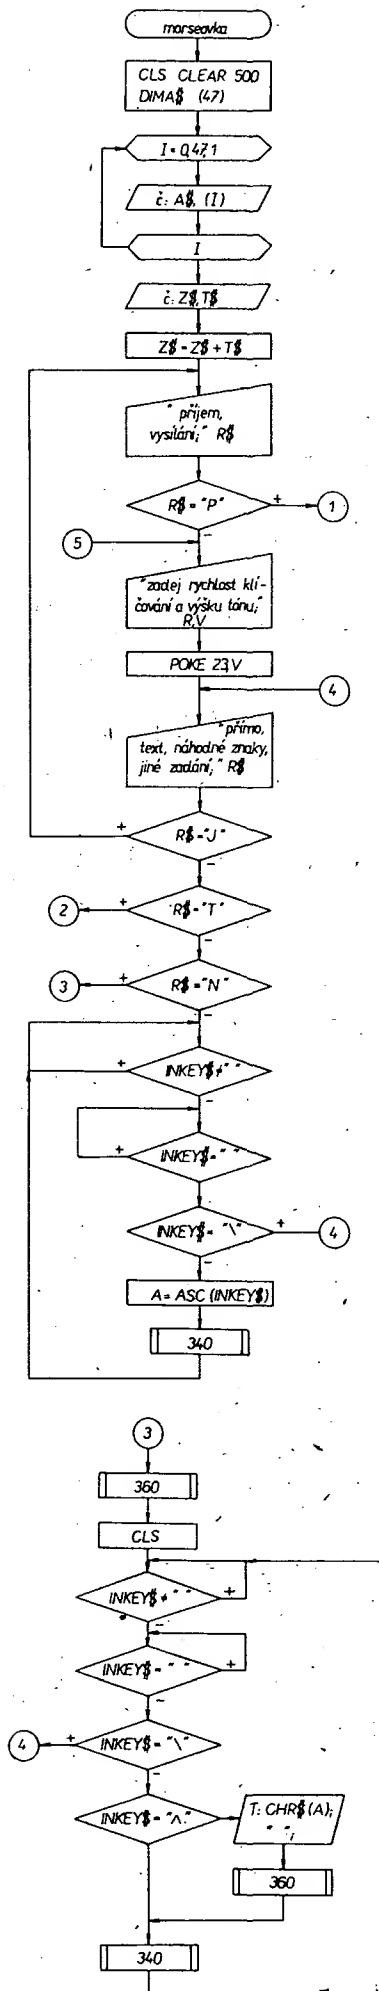 morseovka
CLS CLEAR 500
DIMA$ (47)
I=0,47,1
č: A$, (I)
I
č: Z$,T$
Z$=Z$+T$
" příjem,
vysílání;" R$
R$="P"
+
1
-
5
"zadej rychlost klí-
čování a výšku tónu;"
R,V
POKE 23,V
4
"přímo,
text, náhodné znaky,
jiné zadání;" R$
+
R$="J"
-
2
+
R$="T"
-
3
+
R$="N"
-
+
INKEY$≠" "
-
+
INKEY$=" "
-
INKEY$="\"
+
4
-
A=ASC(INKEY$)
340
3
360
CLS
INKEY$≠" "
+
-
INKEY$=" "
+
-
4
+
INKEY$="\"
-
INKEY$="^"
T: CHR$(A);
" ";
360
340